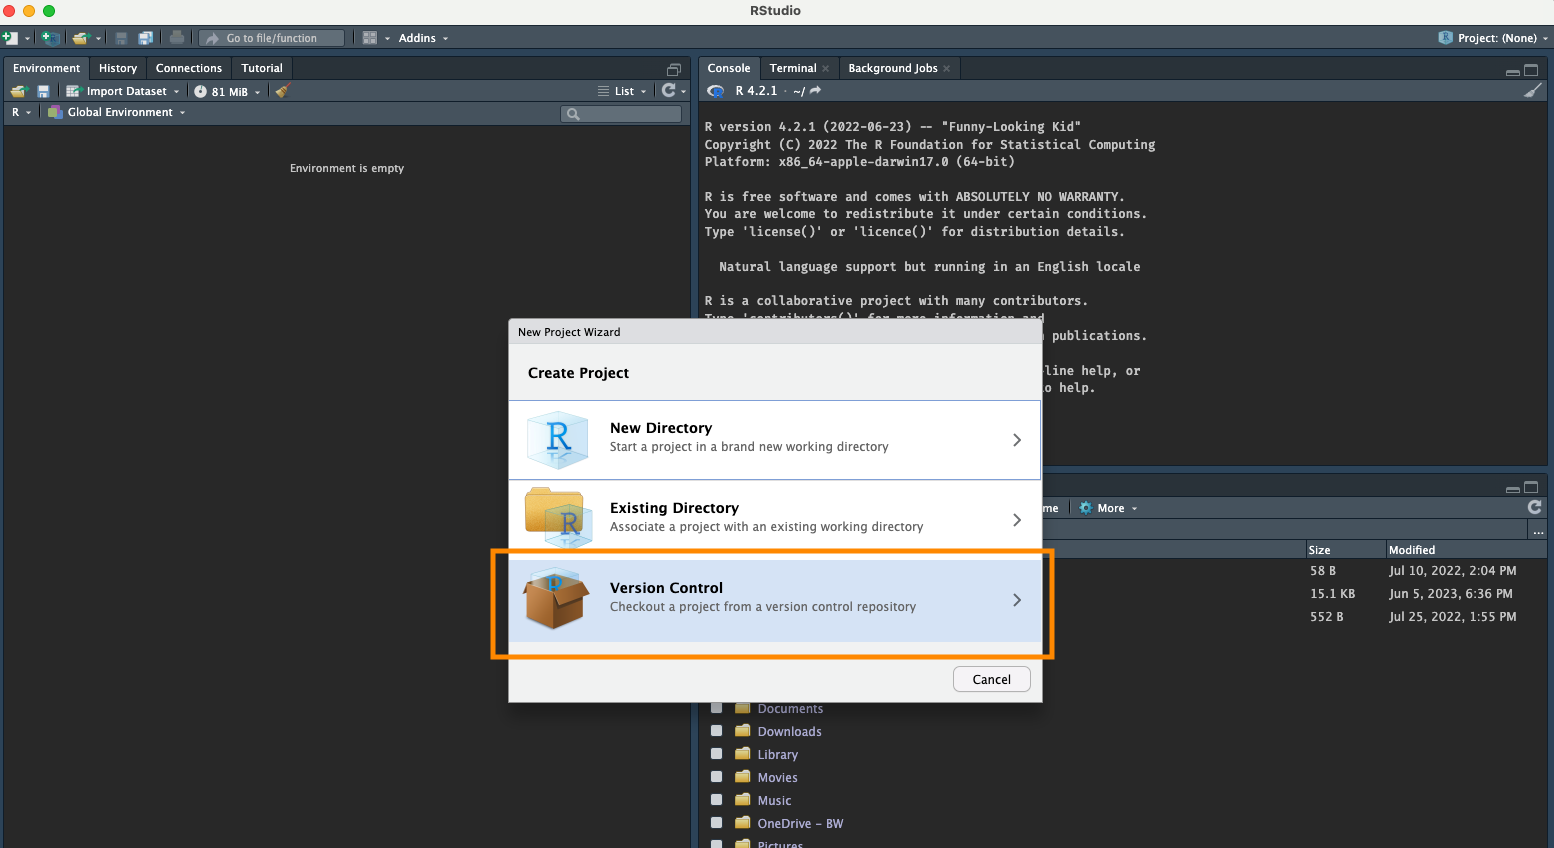 RStudio
Go to file/function
Addins
Project: (None)
Environment
History
Connections
Tutorial
Import Dataset
81 MiB
List
R
Global Environment
Environment is empty
Console
Terminal
Background Jobs
R 4.2.1 · ~/
R version 4.2.1 (2022-06-23) -- "Funny-Looking Kid"
Copyright (C) 2022 The R Foundation for Statistical Computing
Platform: x86_64-apple-darwin17.0 (64-bit)
R is free software and comes with ABSOLUTELY NO WARRANTY.
You are welcome to redistribute it under certain conditions.
Type 'license()' or 'licence()' for distribution details.
Natural language support but running in an English locale
R is a collaborative project with many contributors.
Type 'contributors()' for more information and
publications.
line help, or
o help.
New Project Wizard
Create Project
New Directory
Start a project in a brand new working directory
Existing Directory
Associate a project with an existing working directory
Version Control
Checkout a project from a version control repository
Cancel
me
More
...
Size
Modified
58 B
Jul 10, 2022, 2:04 PM
15.1 KB
Jun 5, 2023, 6:36 PM
552 B
Jul 25, 2022, 1:55 PM
Documents
Downloads
Library
Movies
Music
OneDrive - BW
Pictures